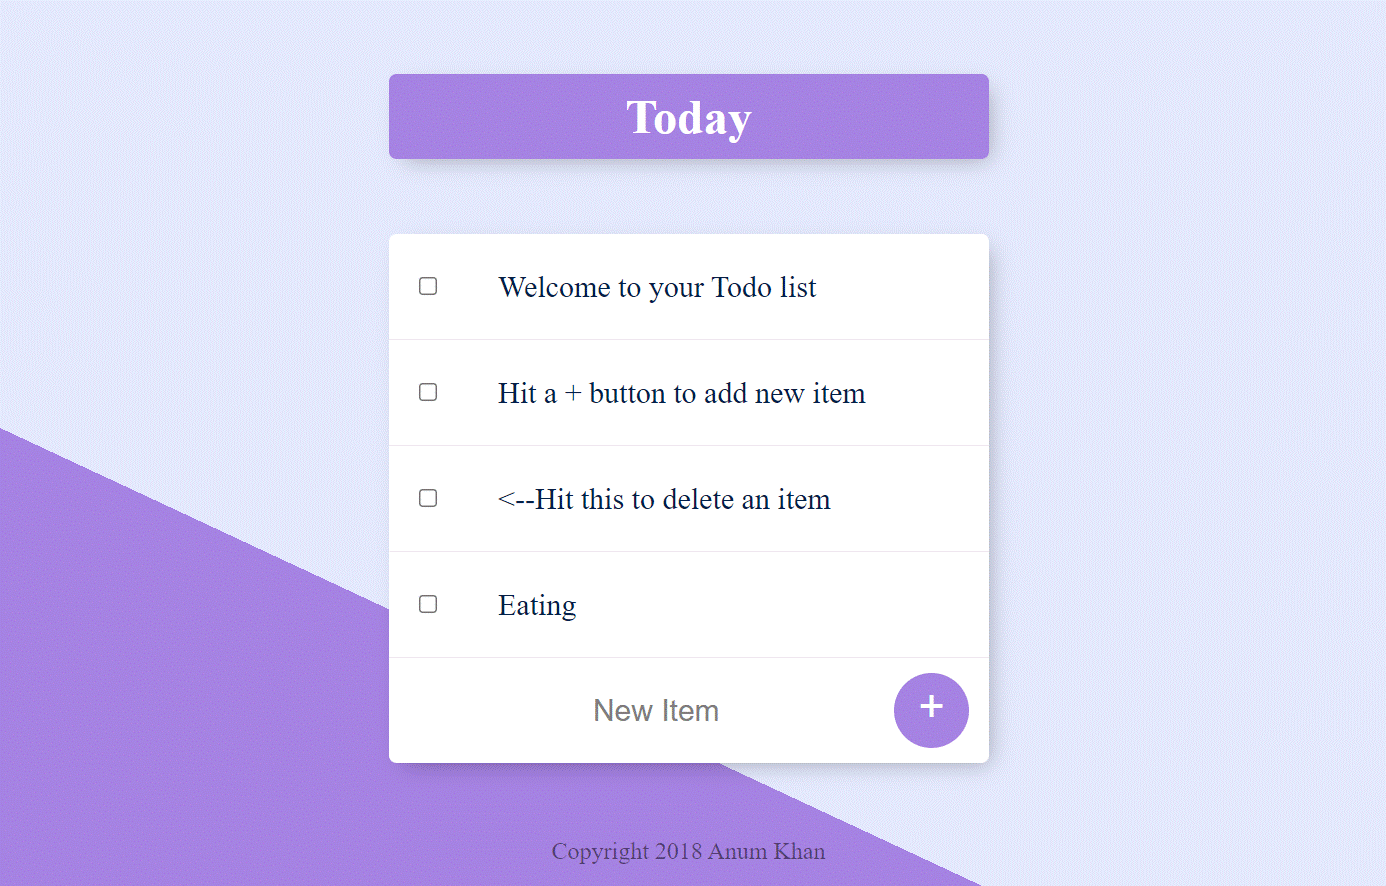 Today
Welcome to your Todo list
Hit a + button to add new item
<--Hit this to delete an item
Eating
New Item
+
Copyright 2018 Anum Khan